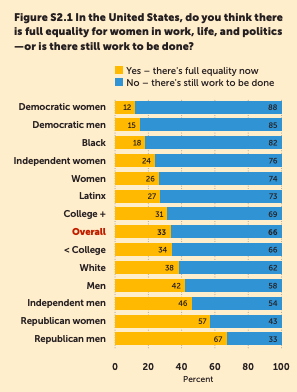 Figure S2.1 In the United States, do you think there
is full equality for women in work, life, and politics
—or is there still work to be done?
Yes – there's full equality now
No – there's still work to be done
Democratic women 12 88
Democratic men 15 85
Black 18 82
Independent women 24 76
Women 26 74
Latinx 27 73
College + 31 69
Overall 33 66
< College 34 66
White 38 62
Men 42 58
Independent men 46 54
Republican women 57 43
Republican men 67 33
0 20 40 60 80 100
Percent